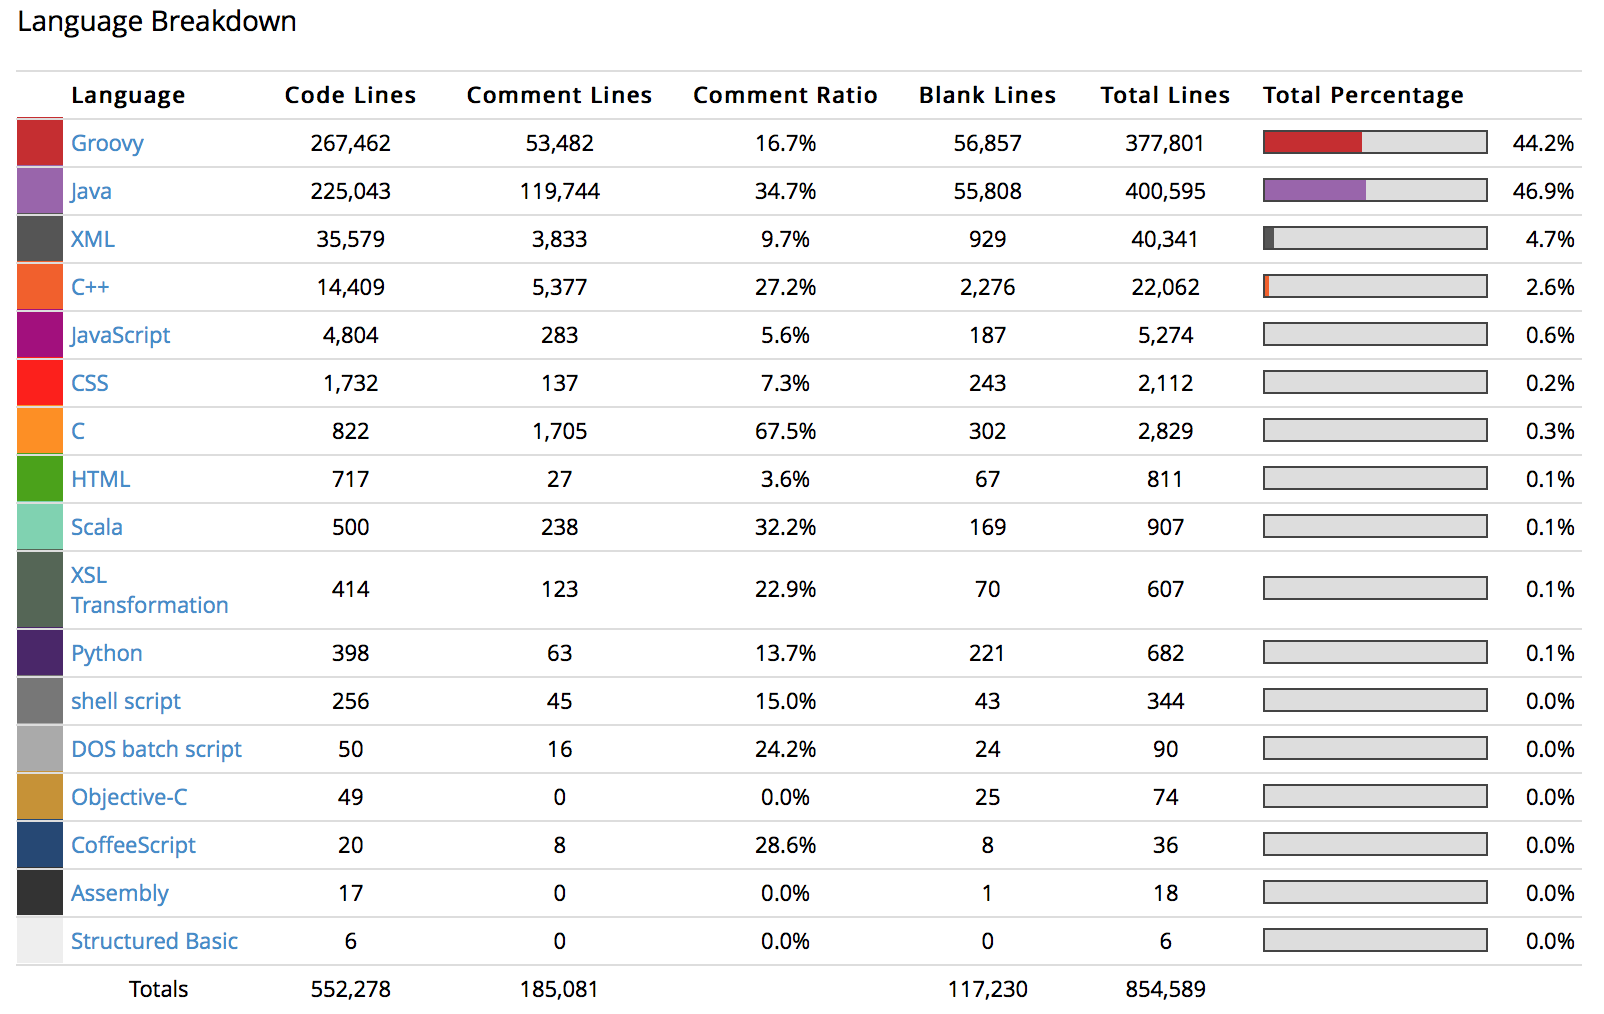 Language Breakdown
Language Code Lines Comment Lines Comment Ratio Blank Lines Total Lines Total Percentage
Groovy 267,462 53,482 16.7% 56,857 377,801 44.2%
Java 225,043 119,744 34.7% 55,808 400,595 46.9%
XML 35,579 3,833 9.7% 929 40,341 4.7%
C++ 14,409 5,377 27.2% 2,276 22,062 2.6%
JavaScript 4,804 283 5.6% 187 5,274 0.6%
CSS 1,732 137 7.3% 243 2,112 0.2%
C 822 1,705 67.5% 302 2,829 0.3%
HTML 717 27 3.6% 67 811 0.1%
Scala 500 238 32.2% 169 907 0.1%
XSL
Transformation 414 123 22.9% 70 607 0.1%
Python 398 63 13.7% 221 682 0.1%
shell script 256 45 15.0% 43 344 0.0%
DOS batch script 50 16 24.2% 24 90 0.0%
Objective-C 49 0 0.0% 25 74 0.0%
CoffeeScript 20 8 28.6% 8 36 0.0%
Assembly 17 0 0.0% 1 18 0.0%
Structured Basic 6 0 0.0% 0 6 0.0%
Totals 552,278 185,081 117,230 854,589